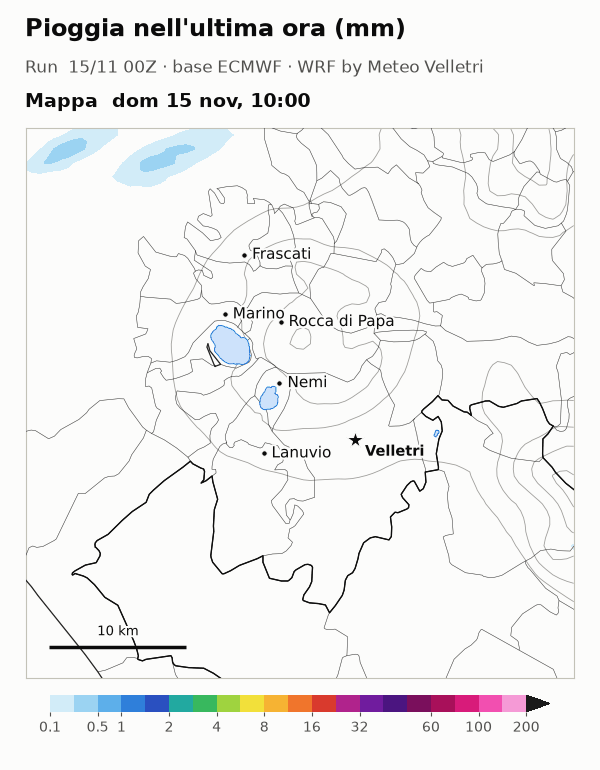 Pioggia nell'ultima ora (mm)
Run  15/11 00Z · base ECMWF · WRF by Meteo Velletri
Mappa  dom 15 nov, 10:00
Frascati
Marino
Rocca di Papa
Nemi
Velletri
Lanuvio
10 km
0.1 0.5 1 2 4 8 16 32 60 100 200